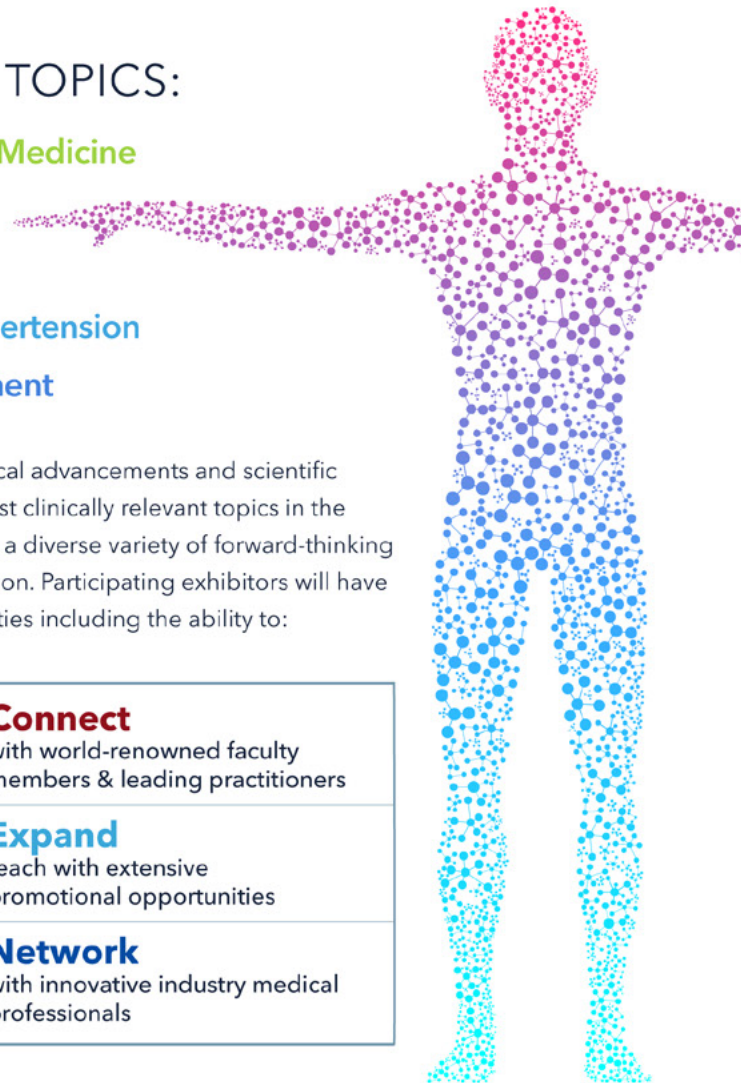 TOPICS:
Medicine
ertension
ent
cal advancements and scientific
st clinically relevant topics in the
a diverse variety of forward-thinking
on. Participating exhibitors will have
ties including the ability to:
Connect
with world-renowned faculty
members & leading practitioners
Expand
reach with extensive
promotional opportunities
Network
with innovative industry medical
professionals